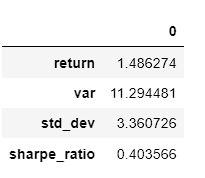 0
return 1.486274
var 11.294481
std_dev 3.360726
sharpe_ratio 0.403566